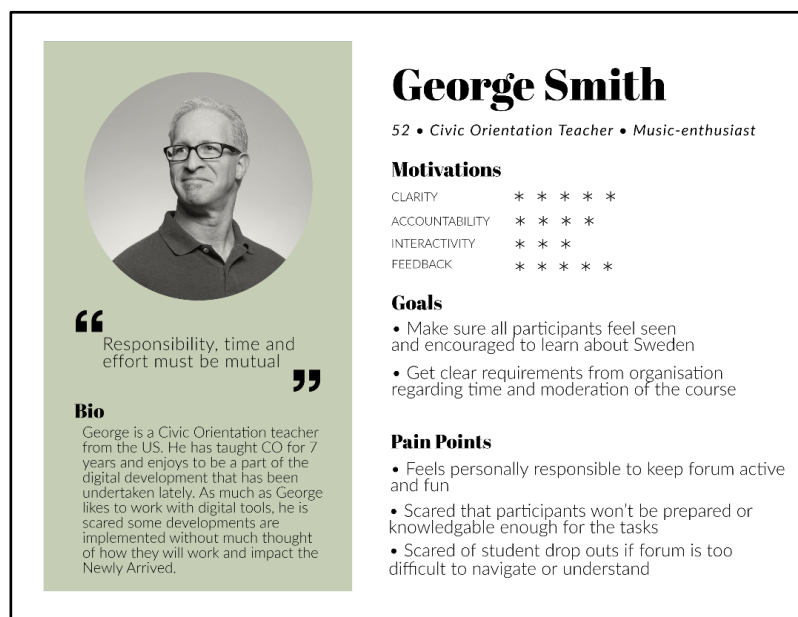 “
Responsibility, time and
effort must be mutual
”
Bio
George is a Civic Orientation teacher
from the US. He has taught CO for 7
years and enjoys to be a part of the
digital development that has been
undertaken lately. As much as George
likes to work with digital tools, he is
scared some developments are
implemented without much thought
of how they will work and impact the
Newly Arrived.
George Smith
52 • Civic Orientation Teacher • Music-enthusiast
Motivations
CLARITY * * * * *
ACCOUNTABILITY * * * *
INTERACTIVITY * * *
FEEDBACK * * * * *
Goals
• Make sure all participants feel seen
and encouraged to learn about Sweden
• Get clear requirements from organisation
regarding time and moderation of the course
Pain Points
• Feels personally responsible to keep forum active
and fun
• Scared that participants won't be prepared or
knowledgable enough for the tasks
• Scared of student drop outs if forum is too
difficult to navigate or understand